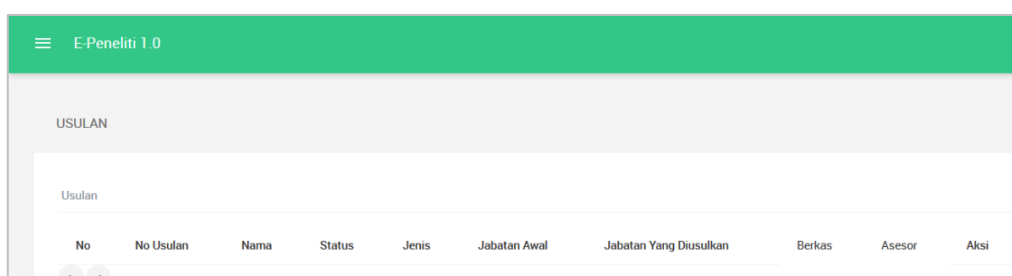 E-Peneliti 1.0
USULAN
Usulan
No No Usulan Nama Status Jenis Jabatan Awal Jabatan Yang Diusulkan Berkas Asesor Aksi